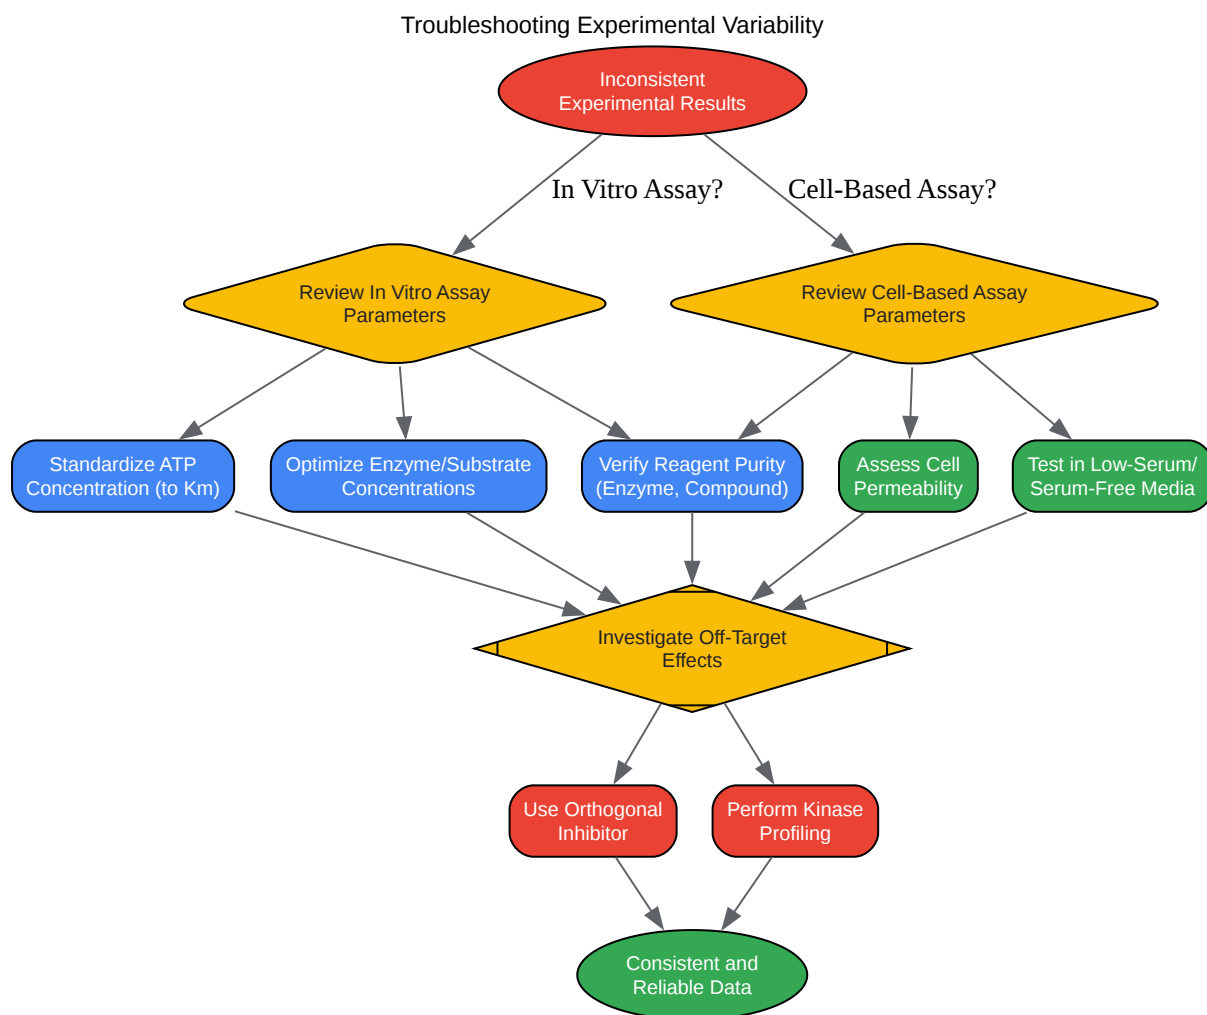 Troubleshooting Experimental Variability
Inconsistent
Experimental Results
In Vitro Assay?
Cell-Based Assay?
Review In Vitro Assay
Parameters
Review Cell-Based Assay
Parameters
Standardize ATP
Concentration (to Km)
Optimize Enzyme/Substrate
Concentrations
Verify Reagent Purity
(Enzyme, Compound)
Assess Cell
Permeability
Test in Low-Serum/
Serum-Free Media
Investigate Off-Target
Effects
Use Orthogonal
Inhibitor
Perform Kinase
Profiling
Consistent and
Reliable Data